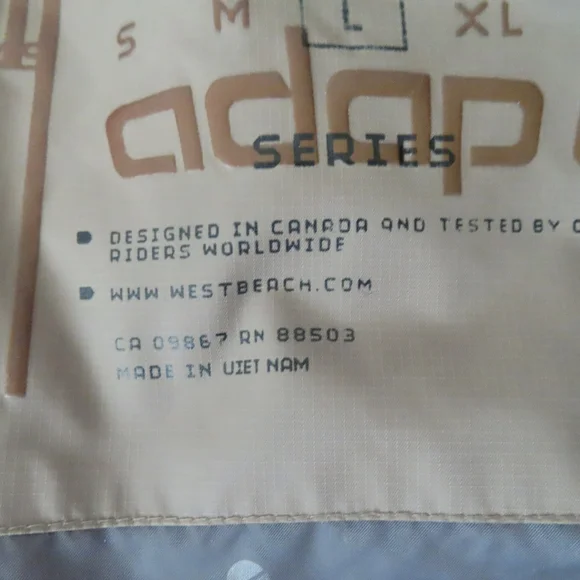 S M L XL
adap
SERIES
DESIGNED IN CANADA AND TESTED BY
RIDERS WORLDWIDE
WWW.WESTBEACH.COM
CA 09867 RN 88503
MADE IN VIET NAM